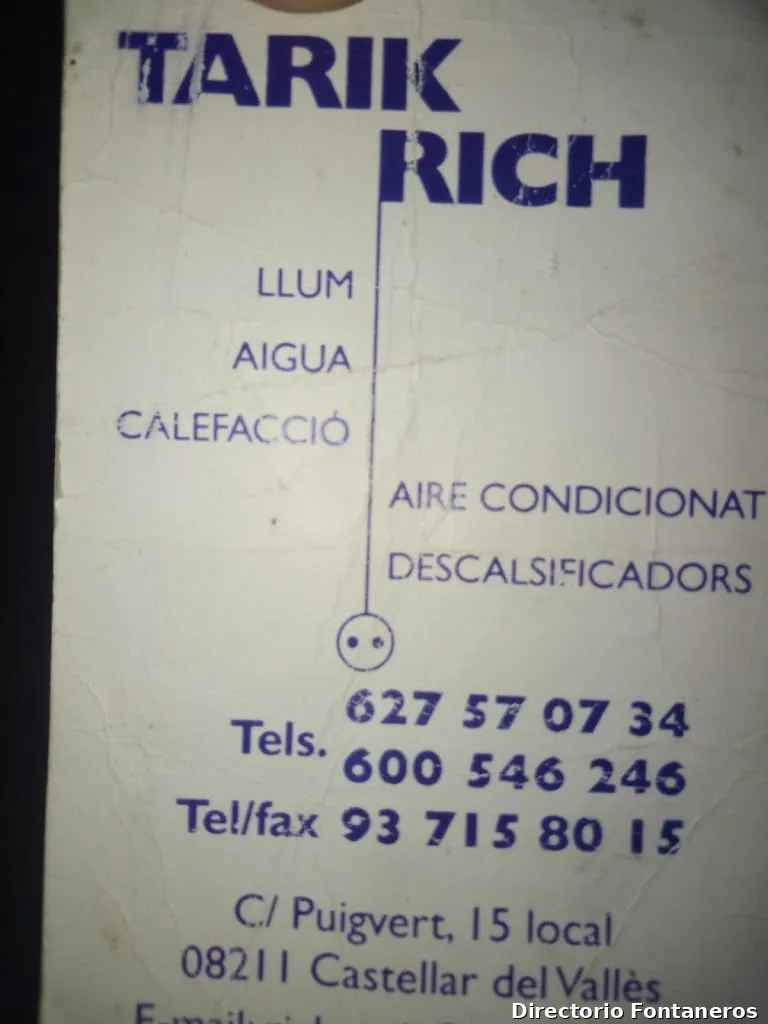 TARIK
RICH
LLUM
AIGUA
CALEFACCIÓ
AIRE CONDICIONAT
DESCALSIFICADORS
Tels. 627 57 07 34
600 546 246
Tel/fax 93 715 80 15
C/ Puigvert, 15 local
08211 Castellar del Vallès
E-mail:
Directorio Fontaneros